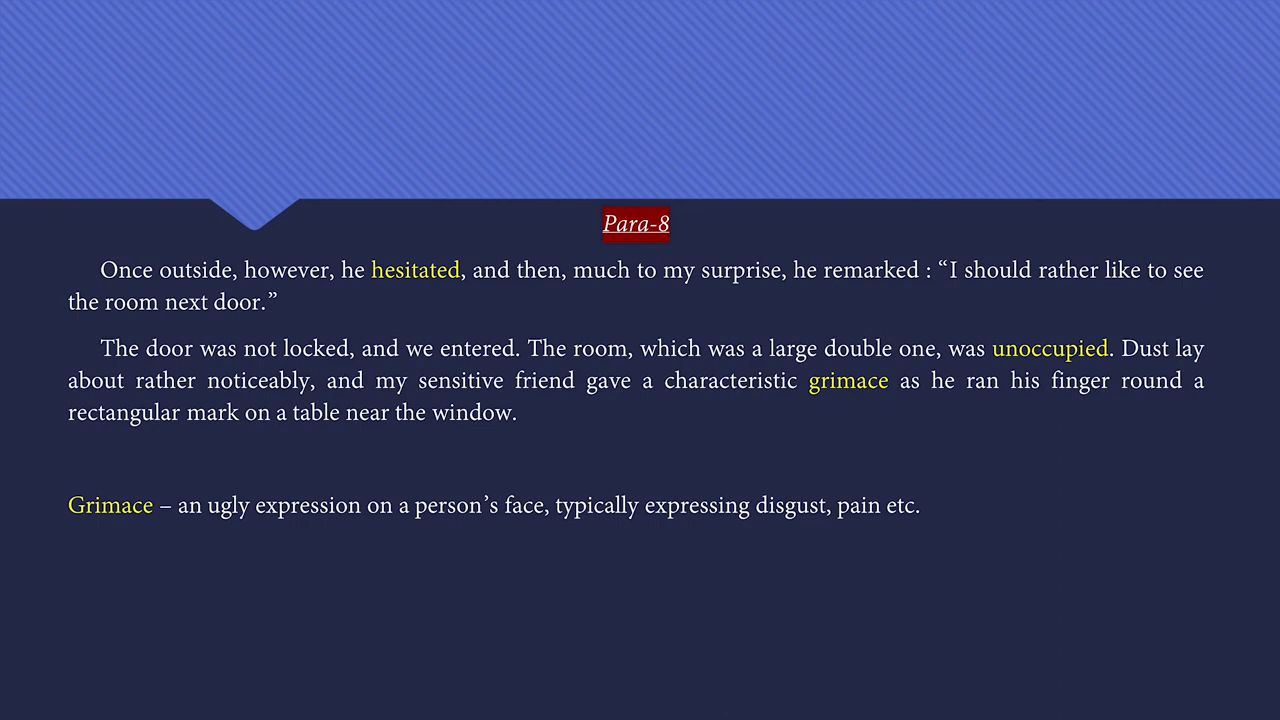 Para-8
Once outside, however, he hesitated, and then, much to my surprise, he remarked : “I should rather like to see
the room next door.”
The door was not locked, and we entered. The room, which was a large double one, was unoccupied. Dust lay
about rather noticeably, and my sensitive friend gave a characteristic grimace as he ran his finger round a
rectangular mark on a table near the window.
Grimace – an ugly expression on a person’s face, typically expressing disgust, pain etc.